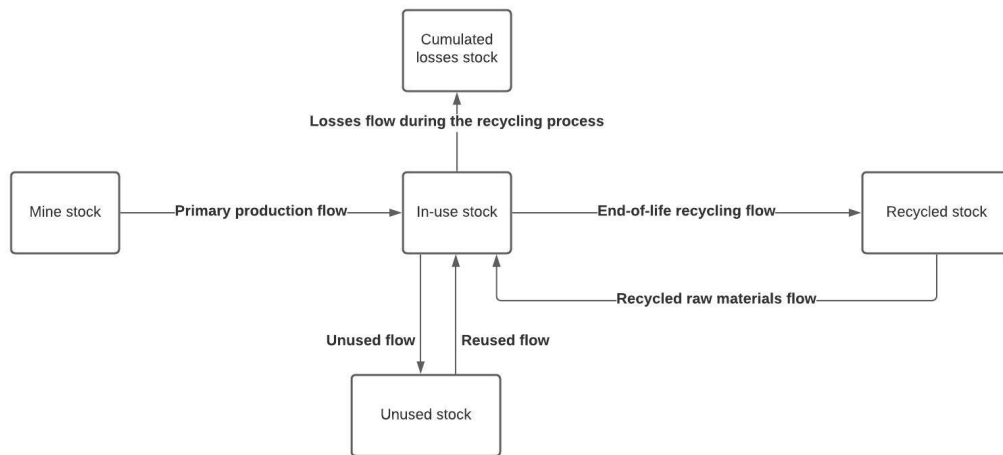 Cumulated
losses stock
Losses flow during the recycling process
Mine stock
Primary production flow
In-use stock
End-of-life recycling flow
Recycled stock
Recycled raw materials flow
Unused flow
Reused flow
Unused stock